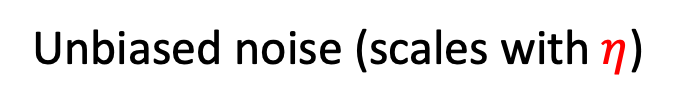 Unbiased noise (scales with η)